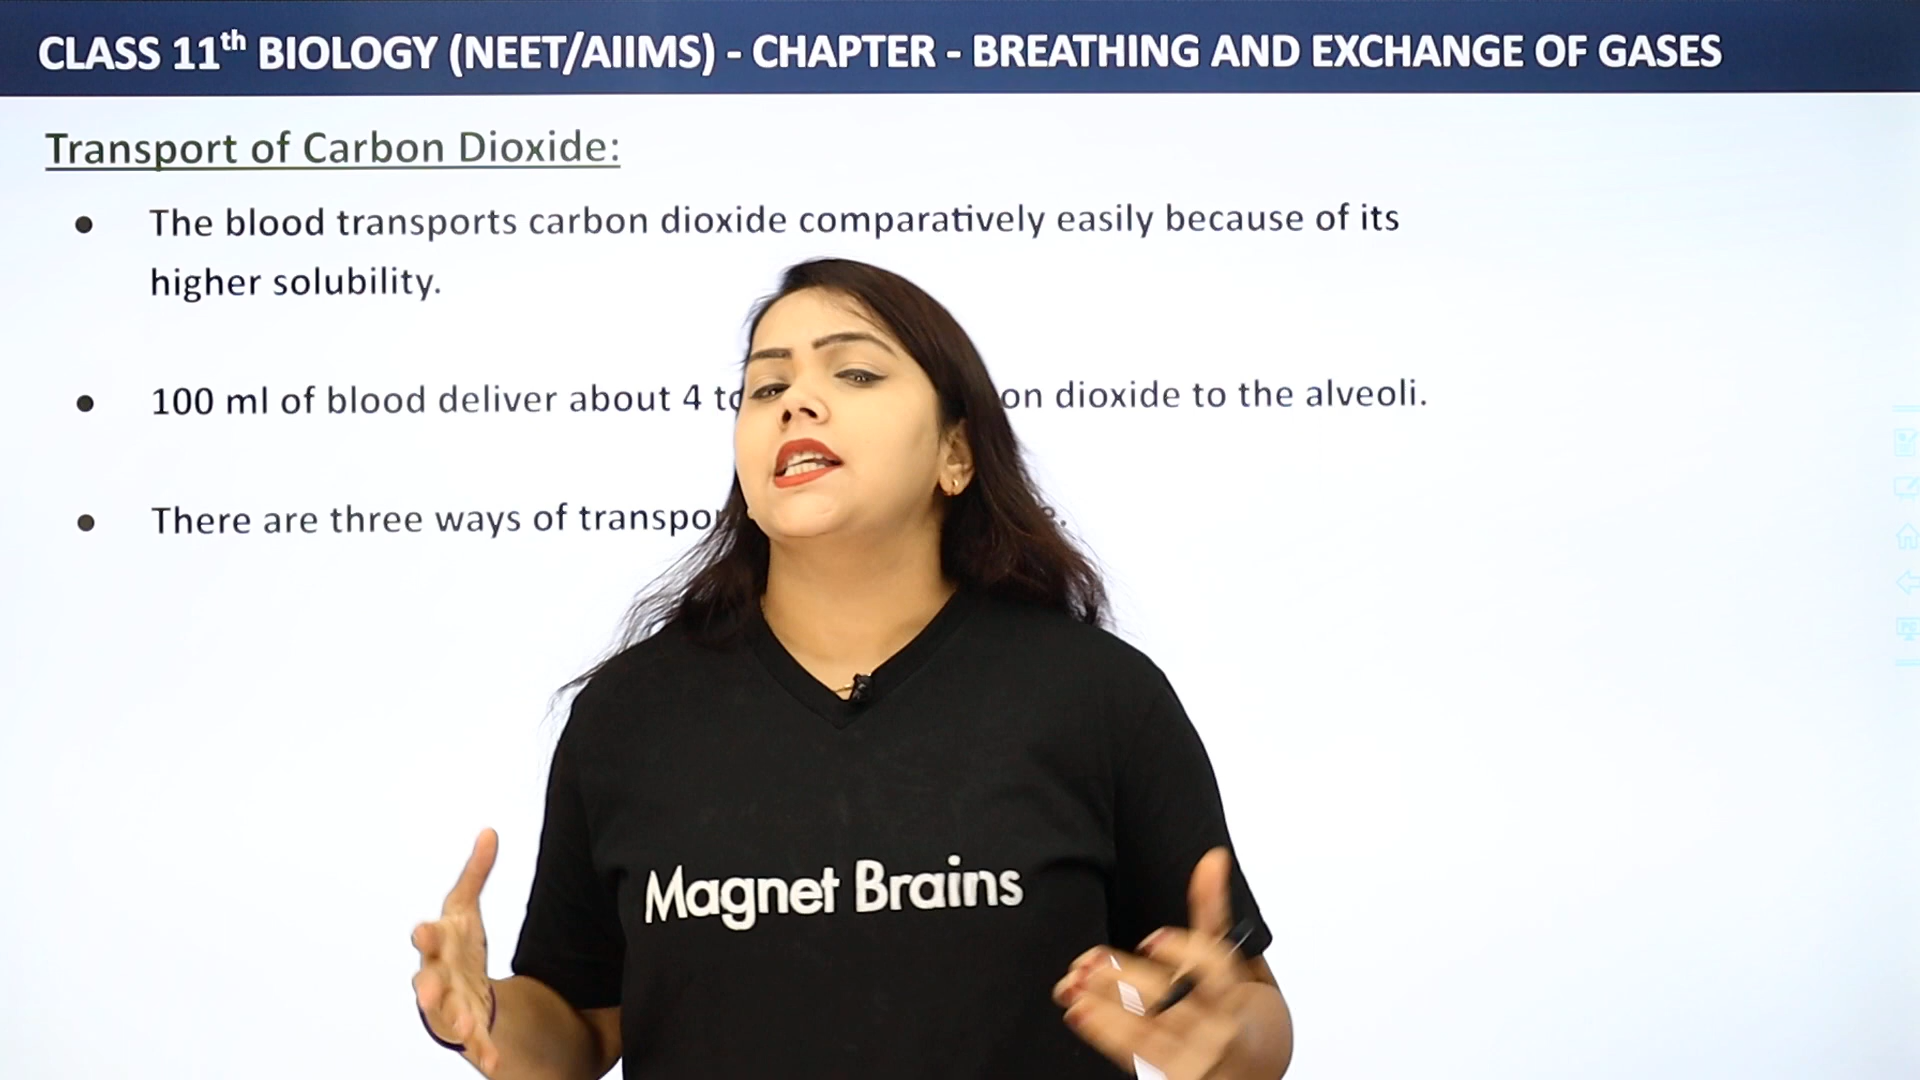 CLASS 11th BIOLOGY (NEET/AIIMS) - CHAPTER - BREATHING AND EXCHANGE OF GASES
Transport of Carbon Dioxide:
● The blood transports carbon dioxide comparatively easily because of its
higher solubility.
● 100 ml of blood deliver about 4 dioxide to the alveoli.
● There are three ways of
Magnet Brains